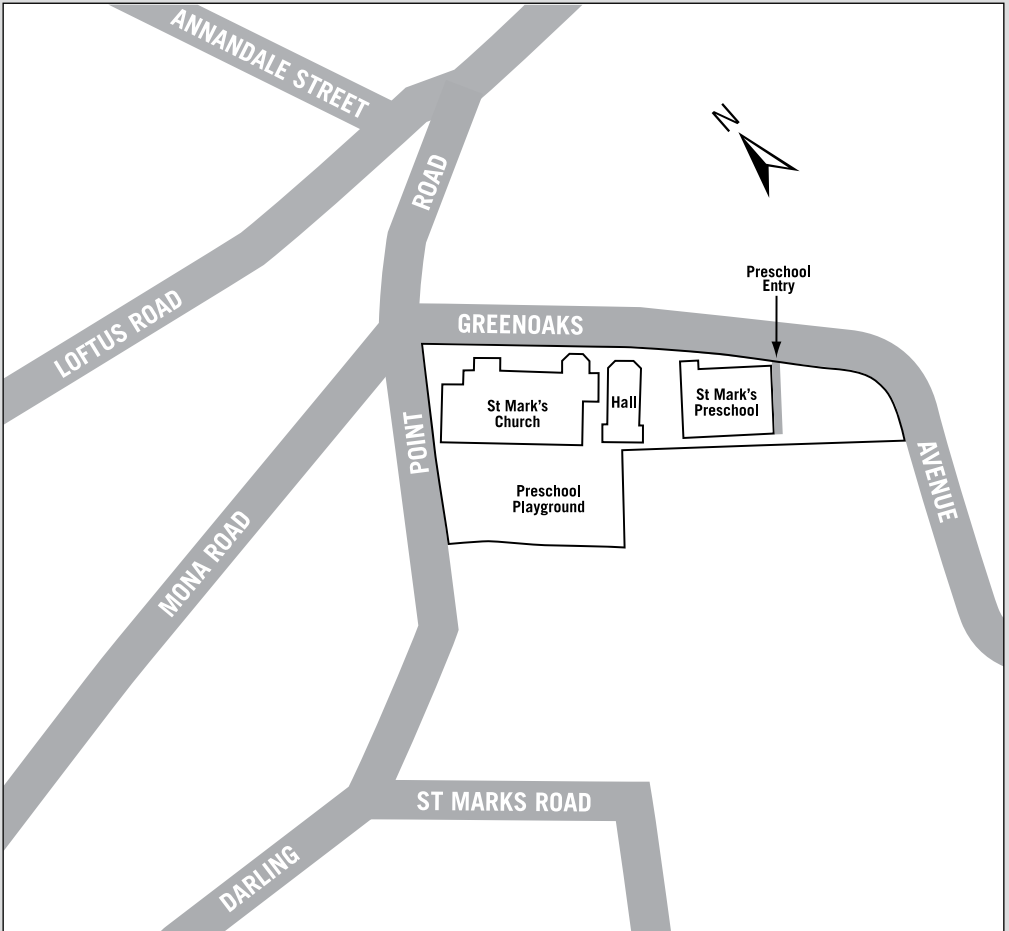 ANNANDALE STREET
N
ROAD
Preschool
Entry
LOFTUS ROAD
GREENOAKS
St Mark's
Church
Hall
St Mark's
Preschool
POINT
AVENUE
Preschool
Playground
MONA ROAD
ST MARKS ROAD
DARLING